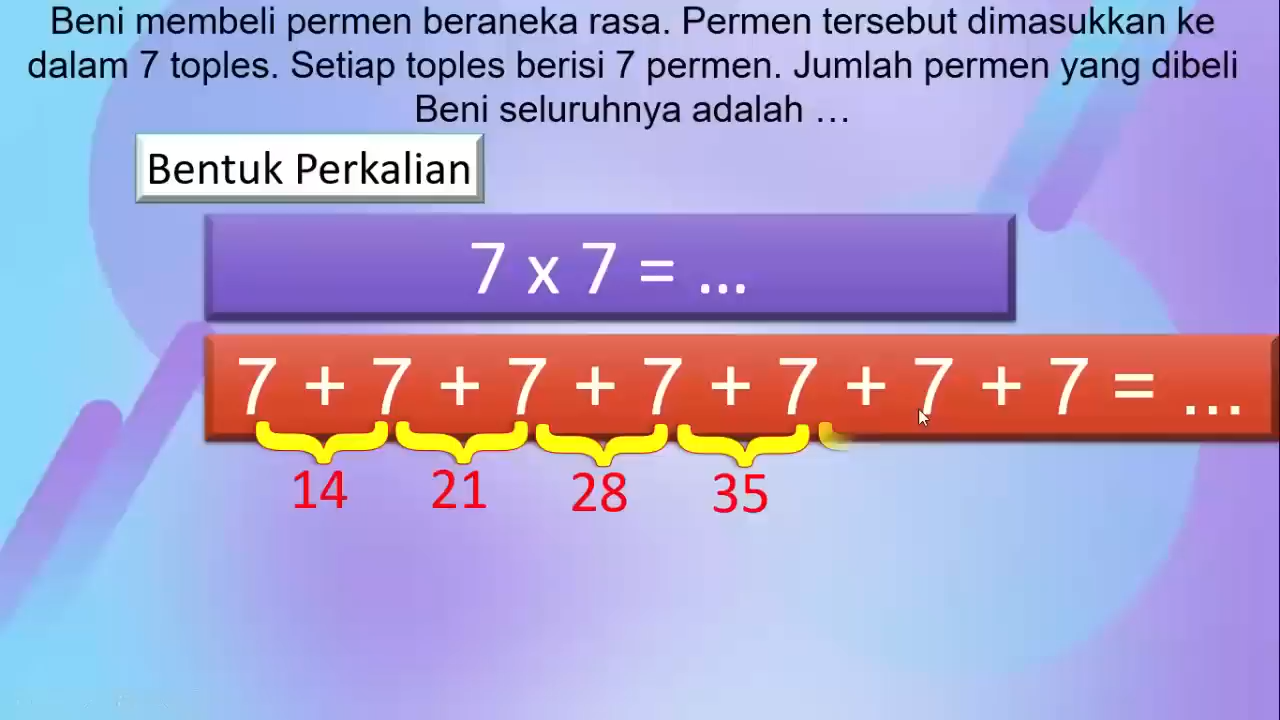 Beni membeli permen beraneka rasa. Permen tersebut dimasukkan ke
dalam 7 toples. Setiap toples berisi 7 permen. Jumlah permen yang dibeli
Beni seluruhnya adalah …
Bentuk Perkalian
7 x 7 = ...
7 + 7 + 7 + 7 + 7 + 7 + 7 = ...
14 21 28 35